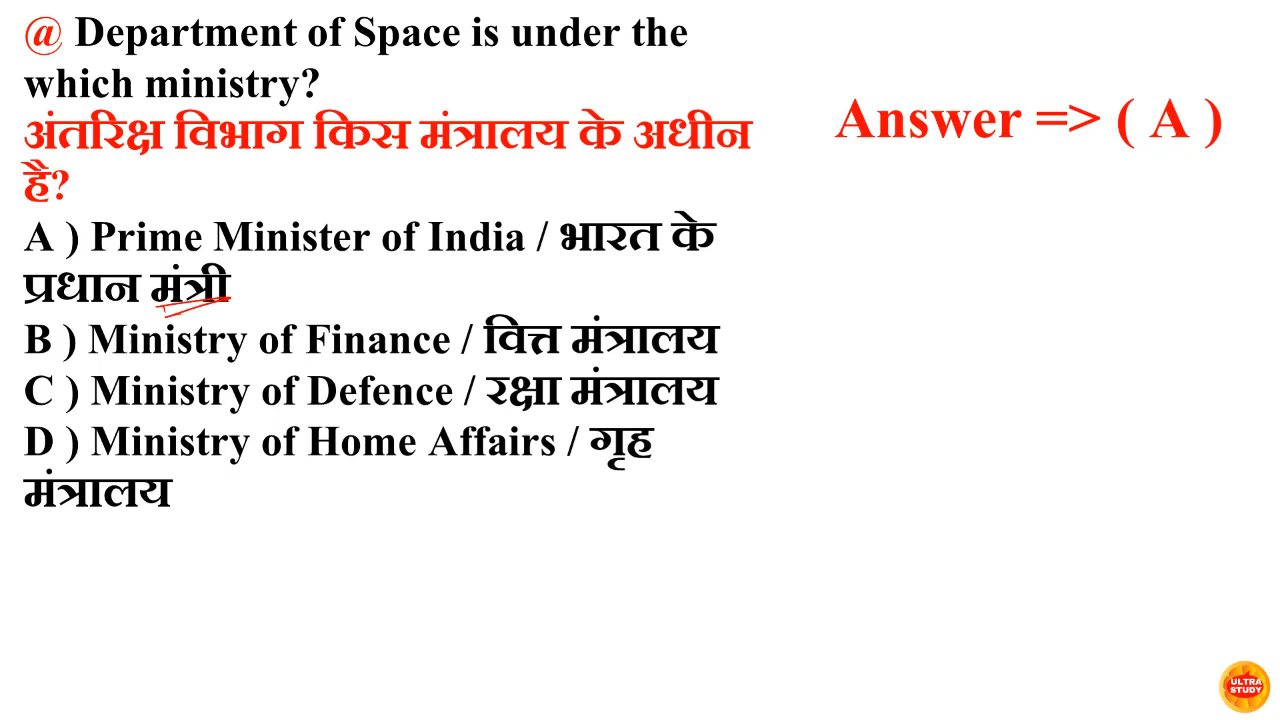 @ Department of Space is under the
which ministry?
अंतरिक्ष विभाग किस मंत्रालय के अधीन
है?
A ) Prime Minister of India / भारत के
प्रधान मंत्री
B ) Ministry of Finance / वित्त मंत्रालय
C ) Ministry of Defence / रक्षा मंत्रालय
D ) Ministry of Home Affairs / गृह
मंत्रालय
Answer => ( A )
ULTRA
STUDY